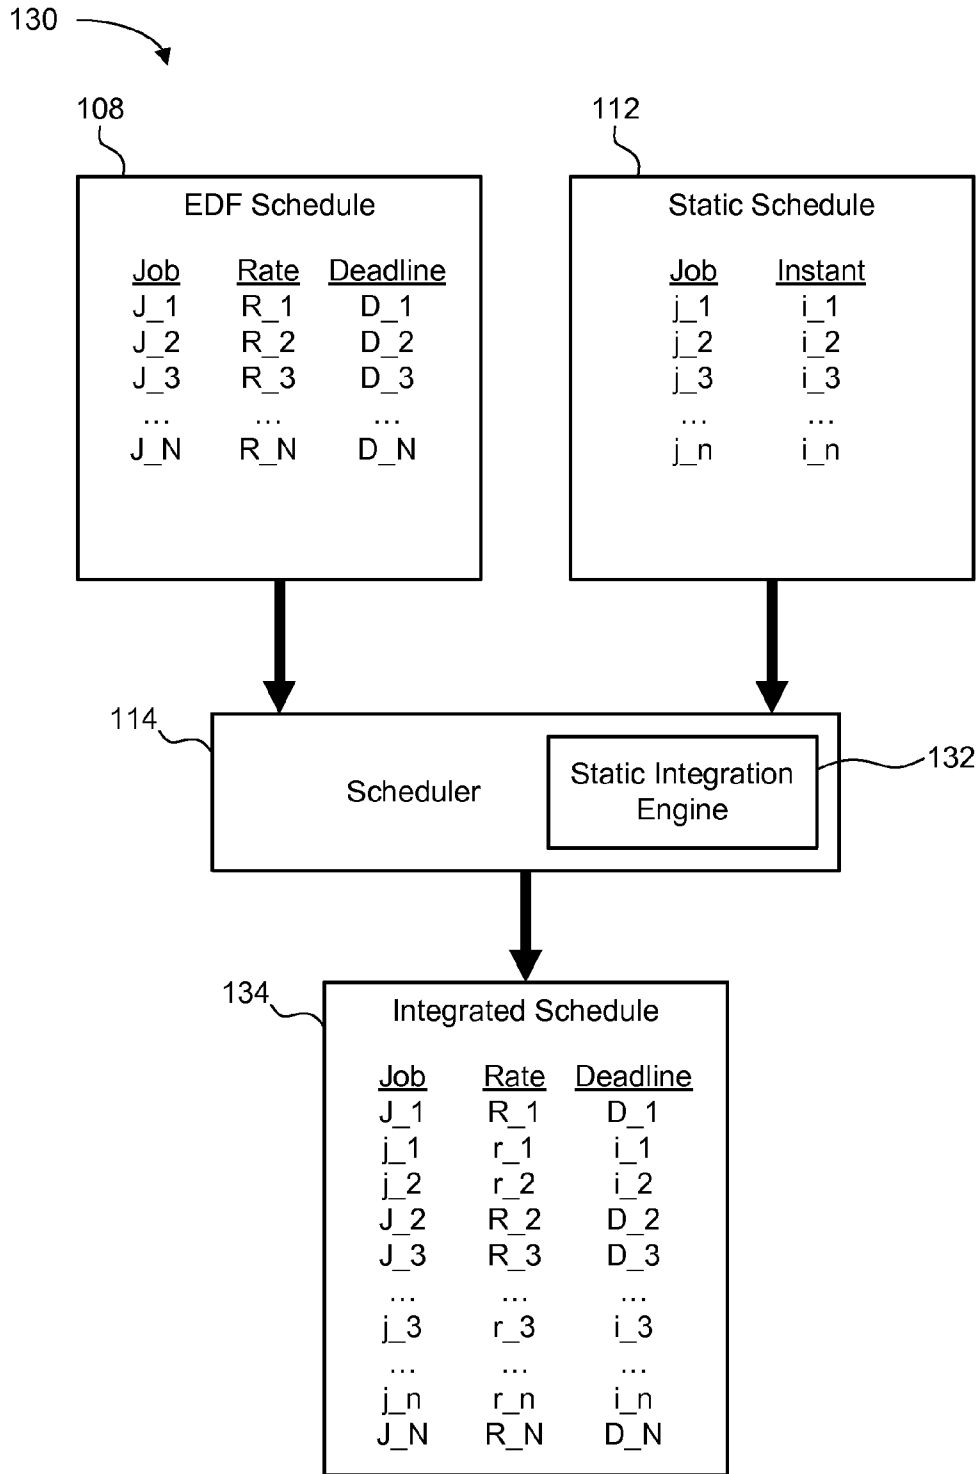 130
108
112
EDF Schedule
Job Rate Deadline
J_1 R_1 D_1
J_2 R_2 D_2
J_3 R_3 D_3
... ... ...
J_N R_N D_N
Static Schedule
Job Instant
j_1 i_1
j_2 i_2
j_3 i_3
... ...
j_n i_n
114
Scheduler
Static Integration
Engine
132
134
Integrated Schedule
Job Rate Deadline
J_1 R_1 D_1
j_1 r_1 i_1
j_2 r_2 i_2
J_2 R_2 D_2
J_3 R_3 D_3
... ... ...
j_3 r_3 i_3
... ... ...
j_n r_n i_n
J_N R_N D_N